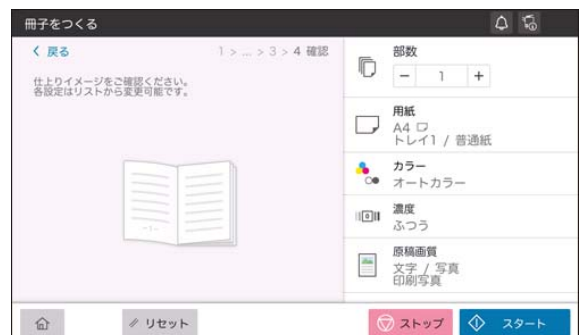 冊子をつくる
戻る
1 > ... > 3 > 4 確認
仕上りイメージをご確認ください。
各設定はリストから変更可能です。
- 1 -
部数
− 1 +
用紙
A4
トレイ1 / 普通紙
カラー
オートカラー
濃度
ふつう
原稿画質
文字 / 写真
印刷写真
リセット
ストップ
スタート